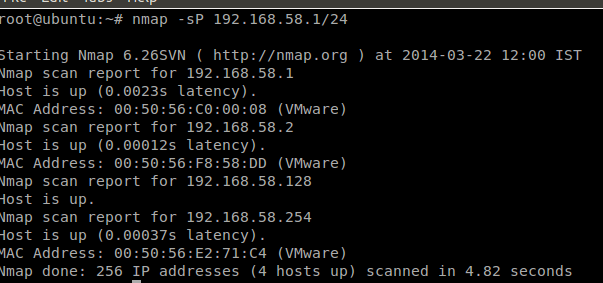 root@ubuntu:~# nmap -sP 192.168.58.1/24
Starting Nmap 6.26SVN ( http://nmap.org ) at 2014-03-22 12:00 IST
Nmap scan report for 192.168.58.1
Host is up (0.0023s latency).
MAC Address: 00:50:56:C0:00:08 (VMware)
Nmap scan report for 192.168.58.2
Host is up (0.00012s latency).
MAC Address: 00:50:56:F8:58:DD (VMware)
Nmap scan report for 192.168.58.128
Host is up.
Nmap scan report for 192.168.58.254
Host is up (0.00037s latency).
MAC Address: 00:50:56:E2:71:C4 (VMware)
Nmap done: 256 IP addresses (4 hosts up) scanned in 4.82 seconds